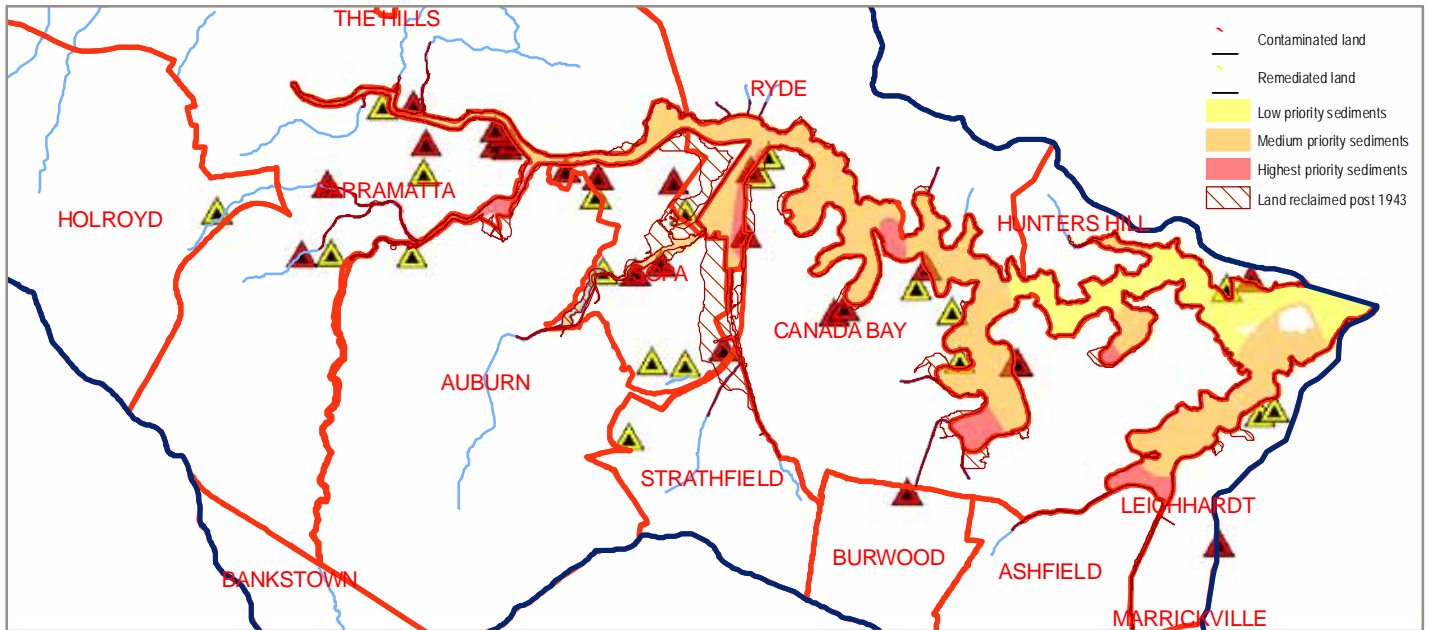 THE HILLS
Contaminated land
Remediated land
RYDE
Low priority sediments
Medium priority sediments
Highest priority sediments
Land reclaimed post 1943
PARRAMATTA
HOLROYD
HUNTERS HILL
SOPA
CANADA BAY
AUBURN
STRATHFIELD
LEICHHARDT
BURWOOD
ASHFIELD
BANKSTOWN
MARRICKVILLE